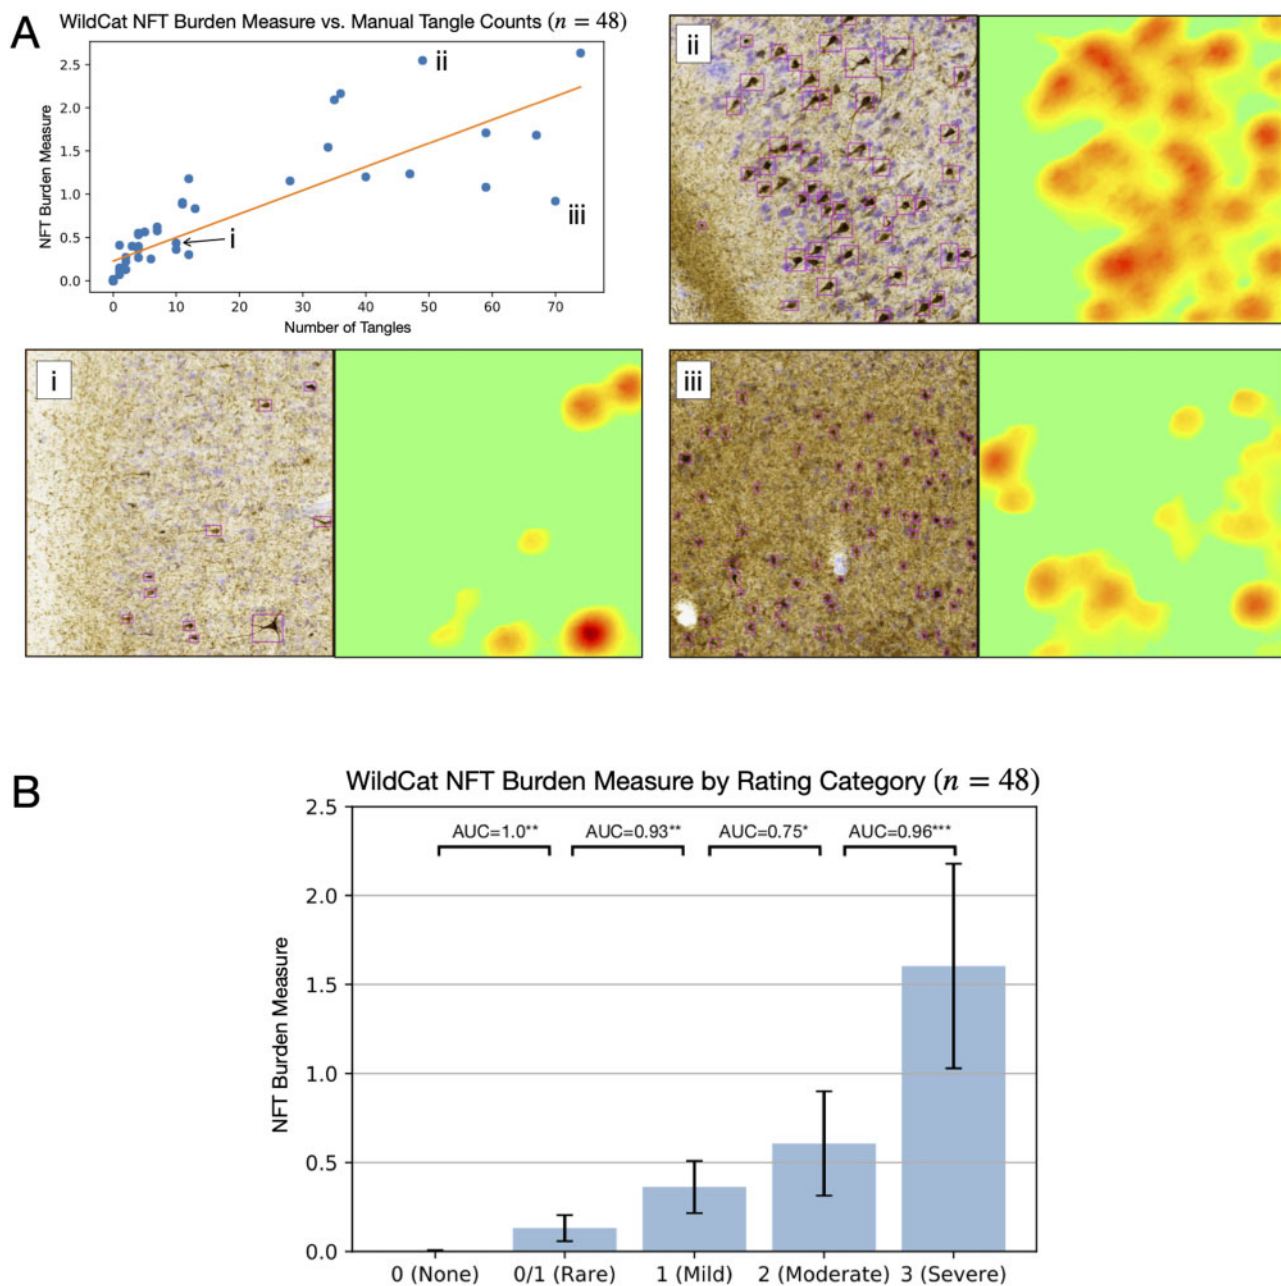 A
WildCat NFT Burden Measure vs. Manual Tangle Counts (n = 48)
NFT Burden Measure
2.5
2.0
1.5
1.0
0.5
0.0
ii
i
iii
0 10 20 30 40 50 60 70
Number of Tangles
ii
i
iii
B
WildCat NFT Burden Measure by Rating Category (n = 48)
NFT Burden Measure
2.5
2.0
1.5
1.0
0.5
0.0
AUC=1.0** AUC=0.93** AUC=0.75* AUC=0.96***
0 (None) 0/1 (Rare) 1 (Mild) 2 (Moderate) 3 (Severe)